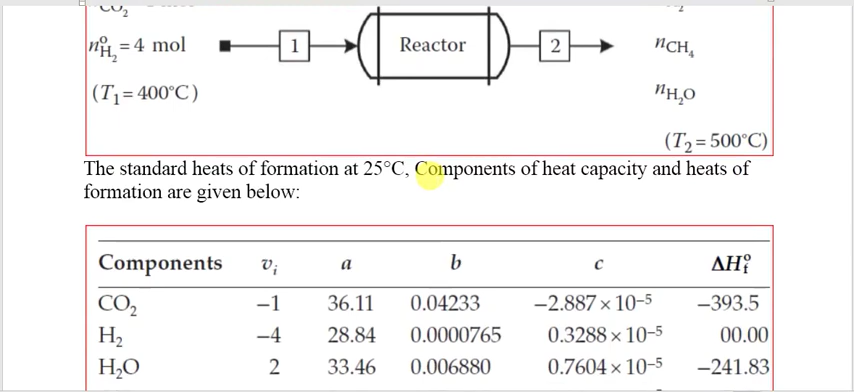 n°H₂ = 4 mol
1
Reactor
2
nCH₄
nH₂O
(T₁ = 400°C)
(T₂ = 500°C)
The standard heats of formation at 25°C, Components of heat capacity and heats of
formation are given below:
Components υᵢ a b c ΔH°f
CO₂ −1 36.11 0.04233 −2.887 × 10⁻⁵ −393.5
H₂ −4 28.84 0.0000765 0.3288 × 10⁻⁵ 00.00
H₂O 2 33.46 0.006880 0.7604 × 10⁻⁵ −241.83